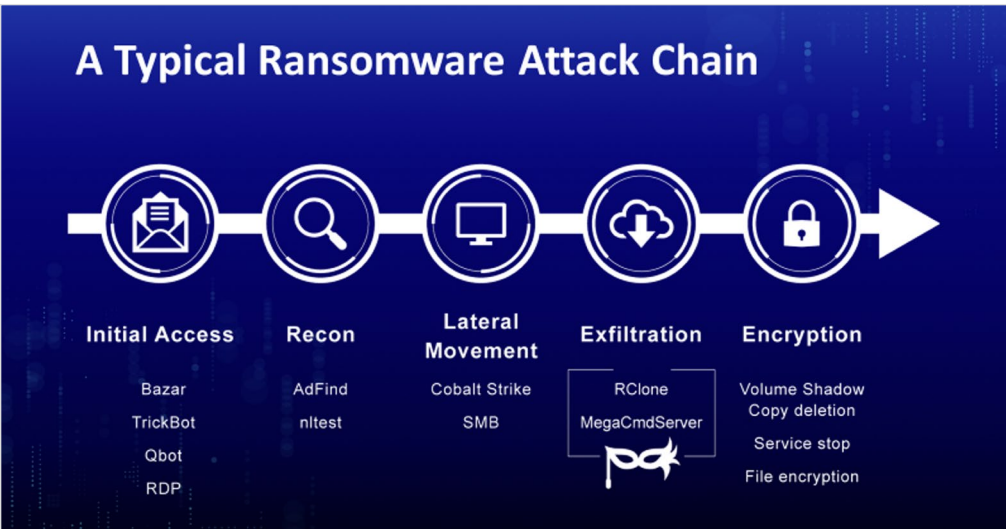 A Typical Ransomware Attack Chain
Initial Access
Bazar
TrickBot
Qbot
RDP
Recon
AdFind
nltest
Lateral
Movement
Cobalt Strike
SMB
Exfiltration
RClone
MegaCmdServer
Encryption
Volume Shadow
Copy deletion
Service stop
File encryption